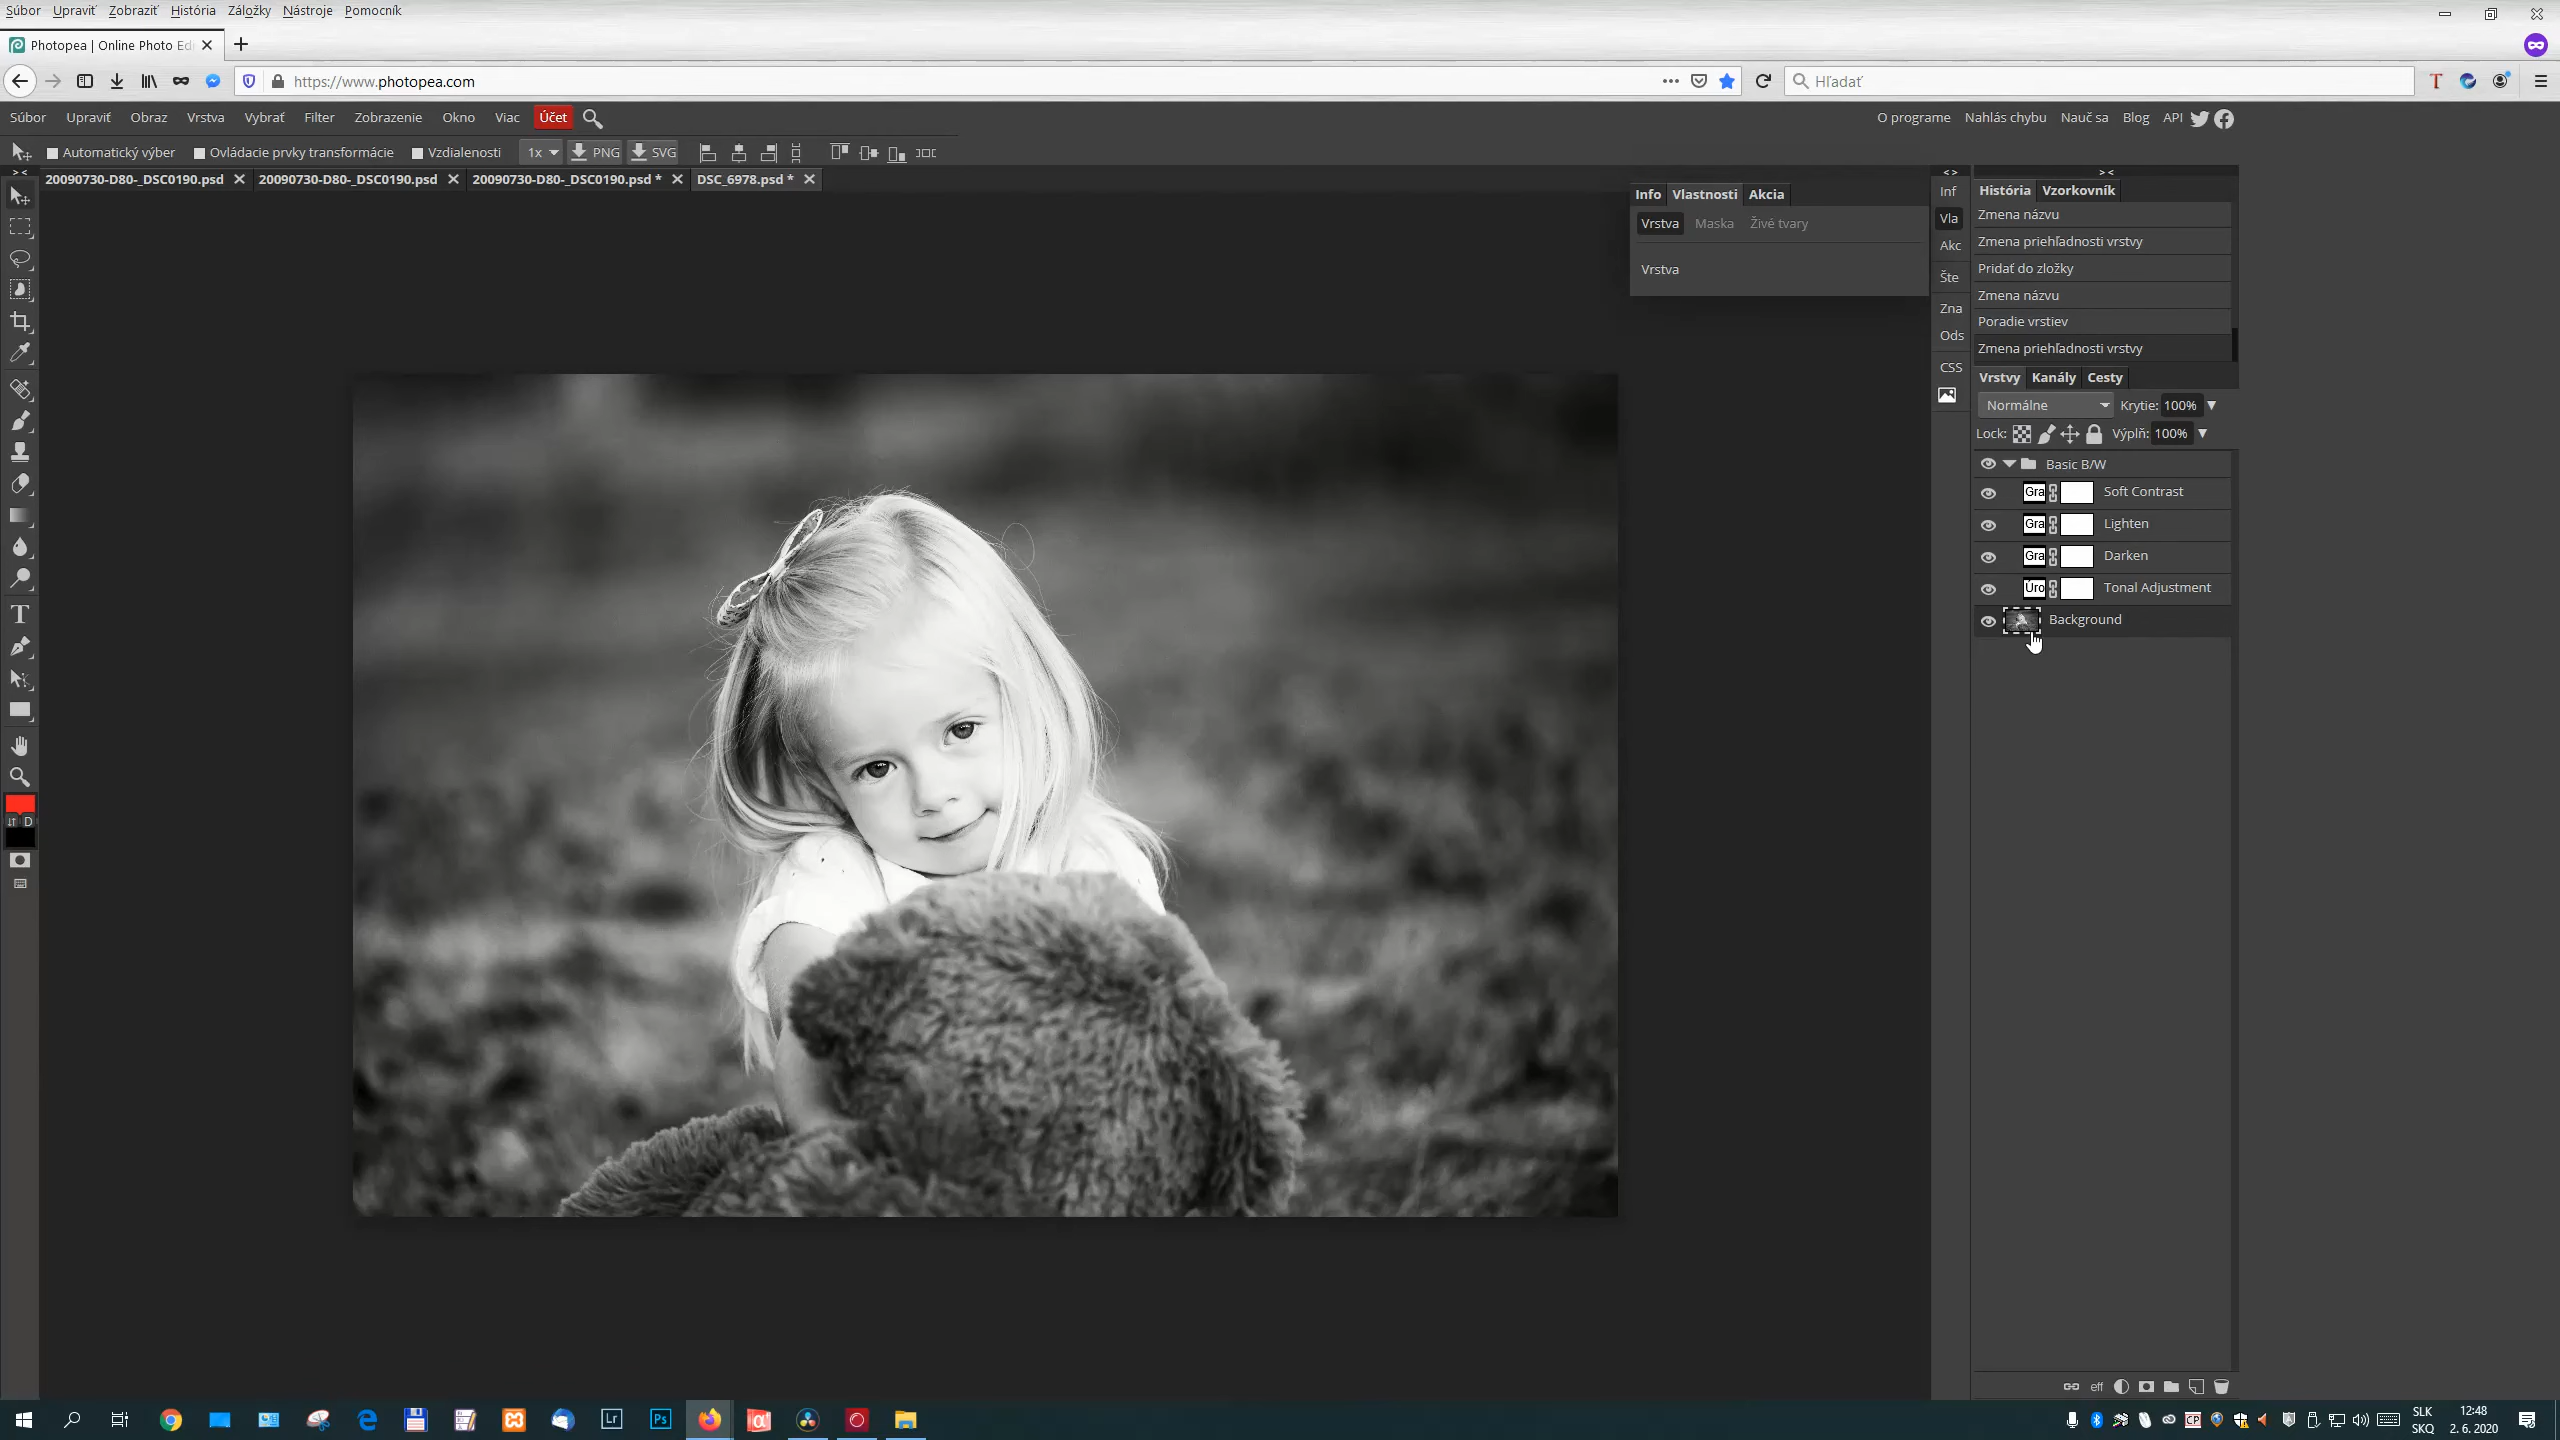 Súbor Upraviť Zobraziť História Záložky Nástroje Pomocník
Photopea | Online Photo Edi
https://www.photopea.com
Hľadať
Súbor Upraviť Obraz Vrstva Vybrať Filter Zobrazenie Okno Viac Účet
O programe Nahlás chybu Nauč sa Blog API
Automatický výber Ovládacie prvky transformácie Vzdialenosti 1x PNG SVG
20090730-D80-_DSC0190.psd 20090730-D80-_DSC0190.psd 20090730-D80-_DSC0190.psd * DSC_6978.psd *
Info Vlastnosti Akcia
Vrstva Maska Živé tvary
Vrstva
Inf
Vla
Akc
Šte
Zna
Ods
CSS
História Vzorkovník
Zmena názvu
Zmena priehľadnosti vrstvy
Pridať do zložky
Zmena názvu
Poradie vrstiev
Zmena priehľadnosti vrstvy
Vrstvy Kanály Cesty
Normálne Krytie: 100%
Lock: Výplň: 100%
Basic B/W
Gra Soft Contrast
Gra Lighten
Gra Darken
Úro Tonal Adjustment
Background
T
D
eff
Lr Ps
SLK
SKQ
12:48
2. 6. 2020